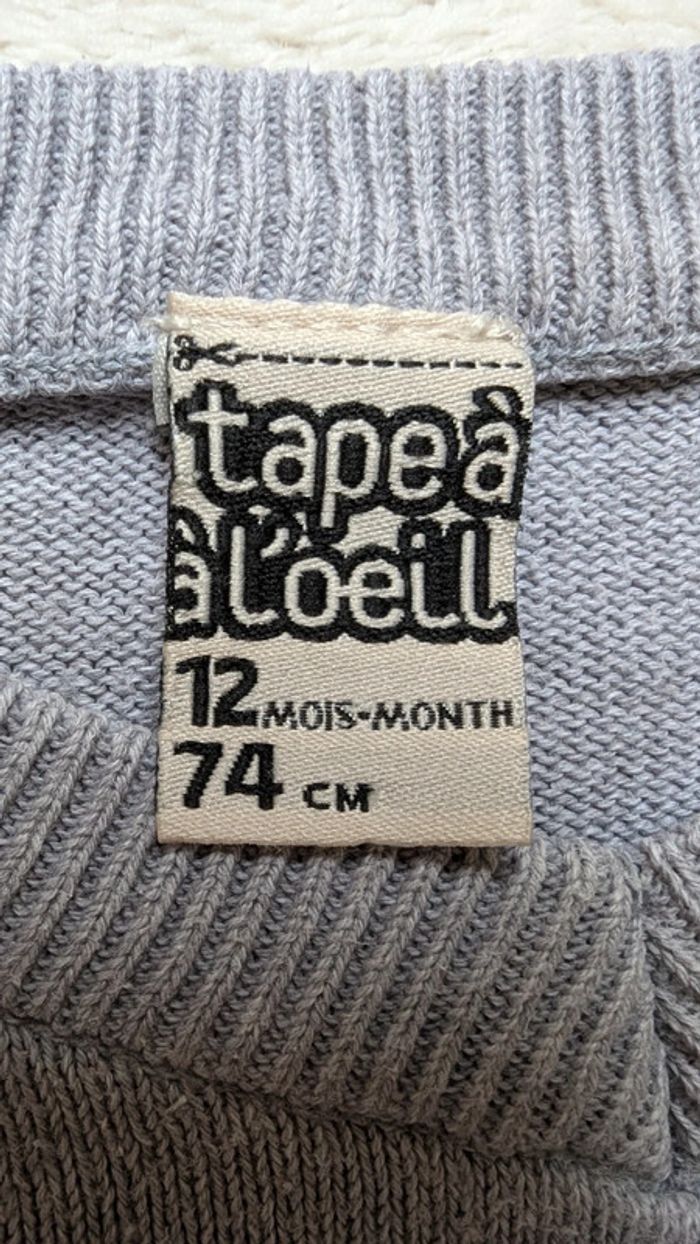 tape à
à l'oeil
12 MOIS-MONTH
74 CM